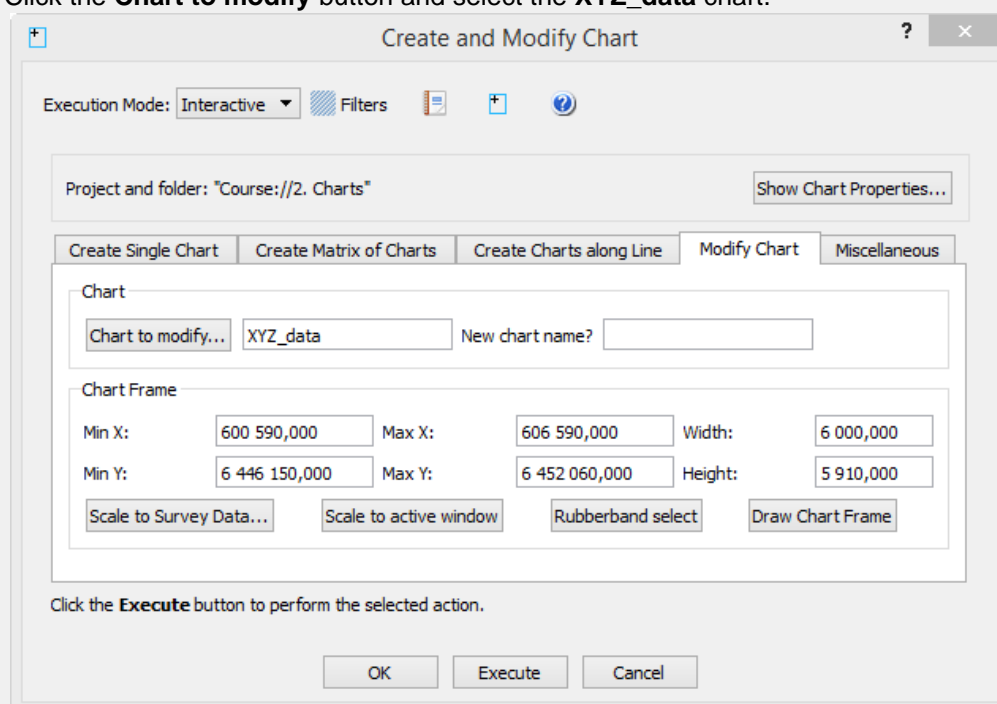 Click the Chart to modify button and select the XYZ_data chart.
Create and Modify Chart ?
Execution Mode: Interactive Filters
Project and folder: "Course://2. Charts" Show Chart Properties...
Create Single Chart Create Matrix of Charts Create Charts along Line Modify Chart Miscellaneous
Chart
Chart to modify... XYZ_data New chart name?
Chart Frame
Min X: 600 590,000 Max X: 606 590,000 Width: 6 000,000
Min Y: 6 446 150,000 Max Y: 6 452 060,000 Height: 5 910,000
Scale to Survey Data... Scale to active window Rubberband select Draw Chart Frame
Click the Execute button to perform the selected action.
OK Execute Cancel